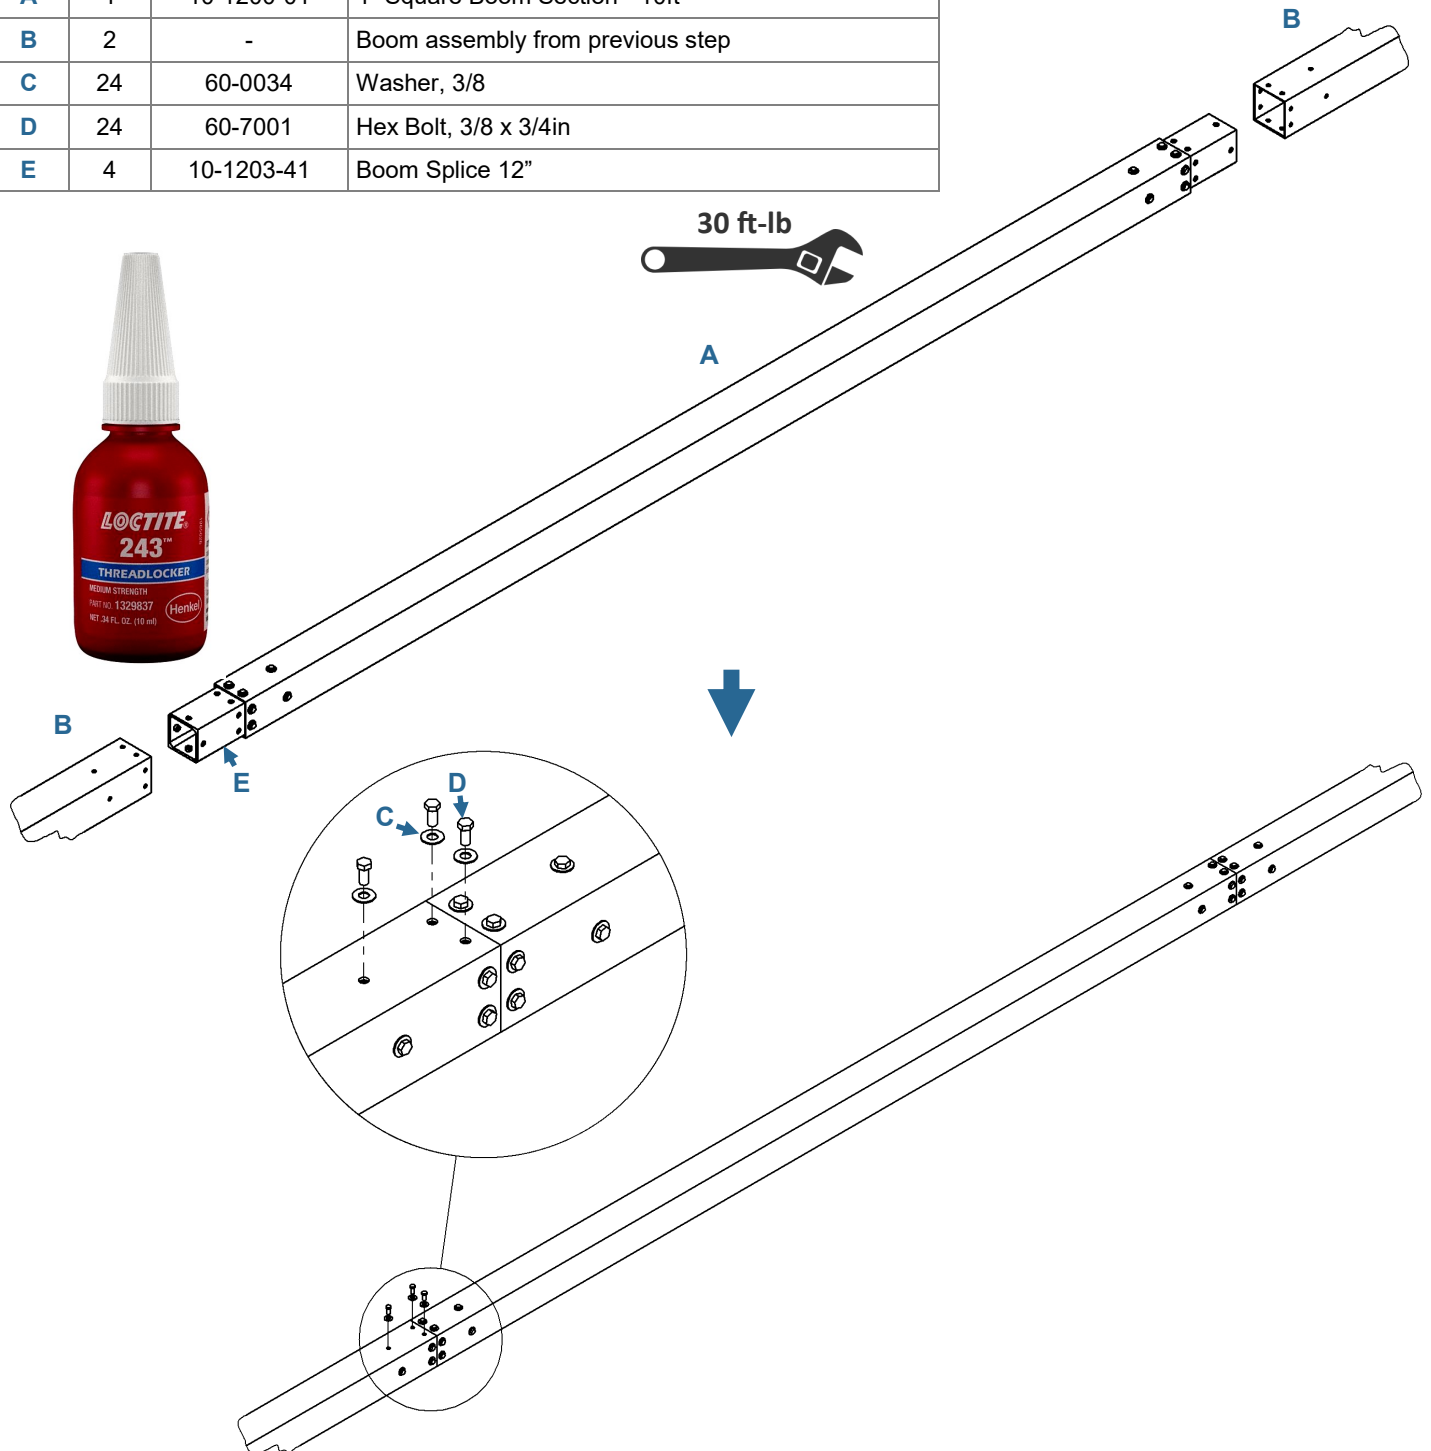 A
B 2 - Boom assembly from previous step
C 24 60-0034 Washer, 3/8
D 24 60-7001 Hex Bolt, 3/8 x 3/4in
E 4 10-1203-41 Boom Splice 12”
B
30 ft-lb
A
LOCTITE®
243™
THREADLOCKER
MEDIUM STRENGTH
PART NO. 1329837
Henkel
NET .34 FL. OZ. (10 ml)
B
E
D
C